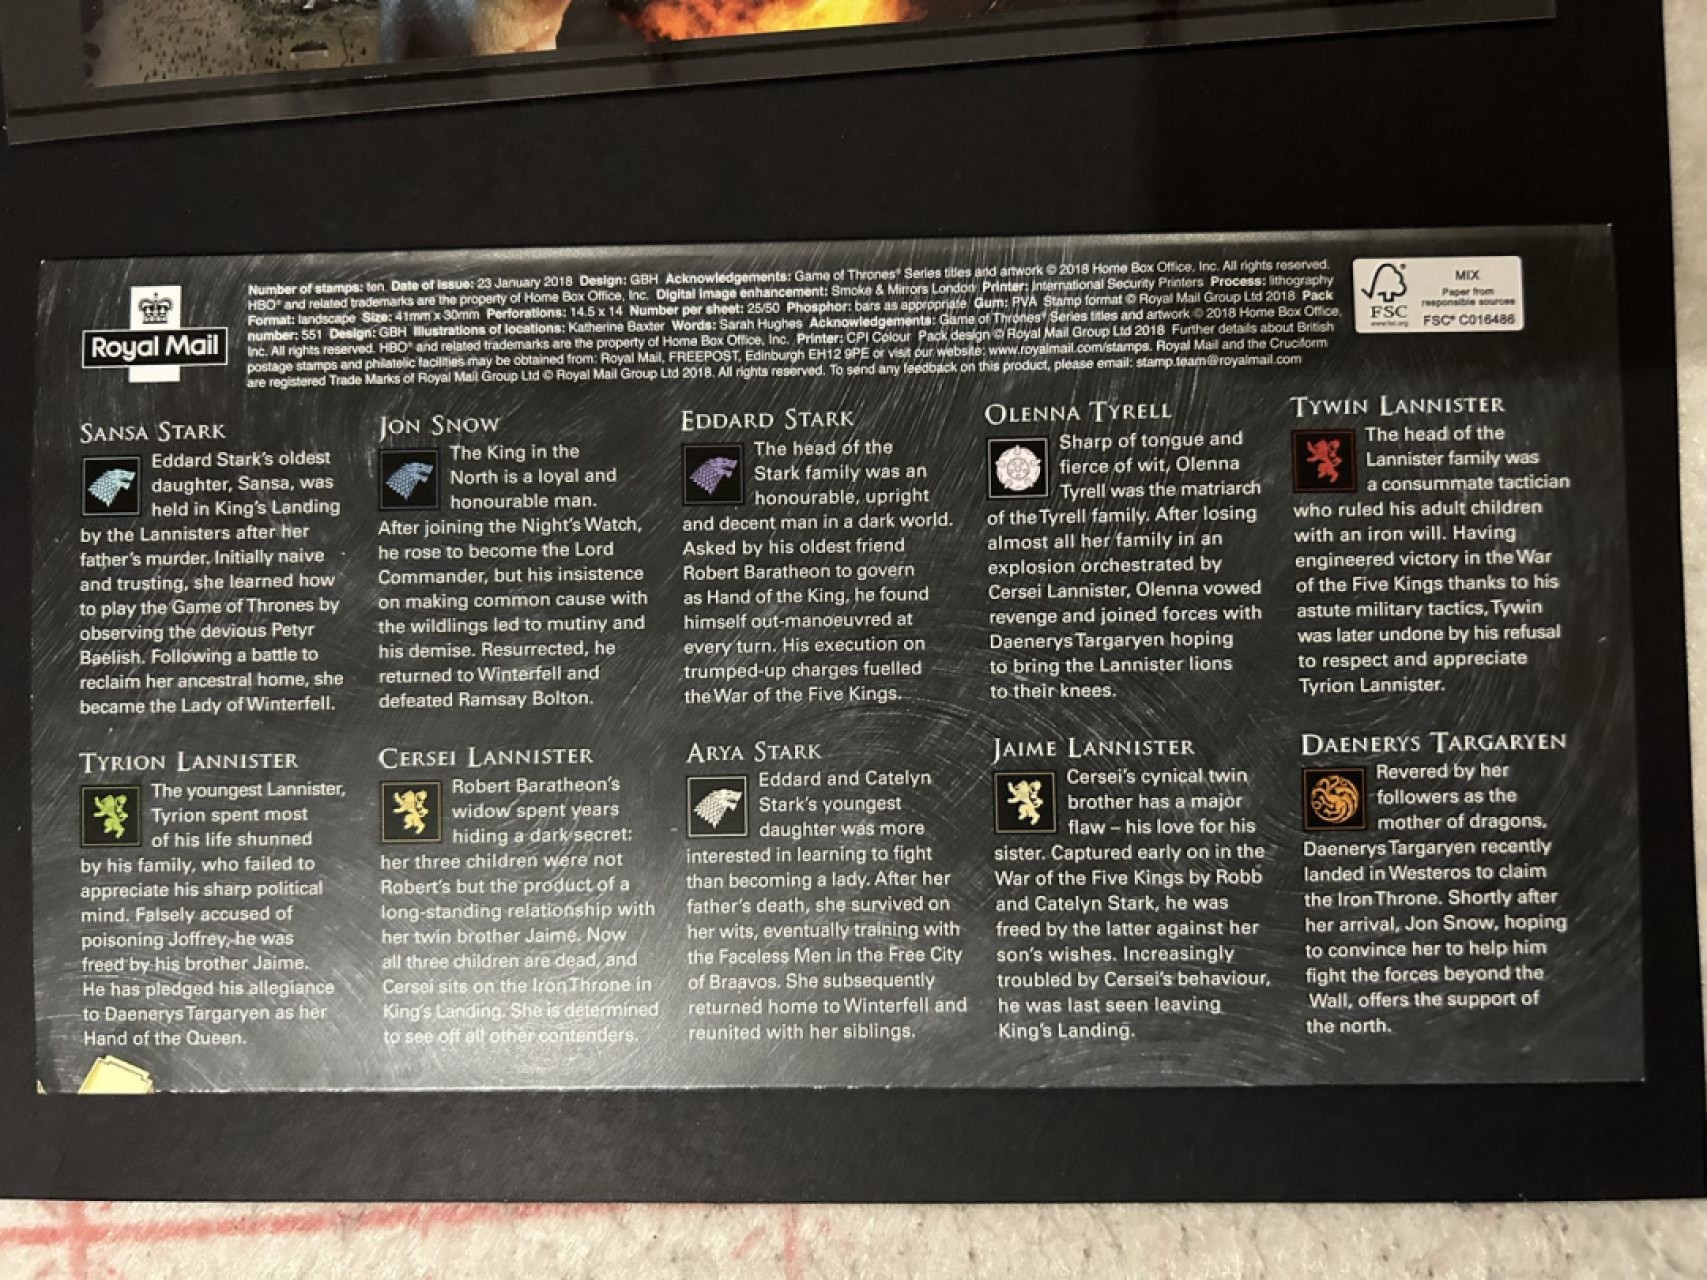 Royal Mail
Number of stamps: ten Date of issue: 23 January 2018 Design: GBH Acknowledgements: Game of Thrones® Series titles and artwork © 2018 Home Box Office, Inc. All rights reserved.
HBO® and related trademarks are the property of Home Box Office, Inc. Digital image enhancement: Smoke & Mirrors London Printer: International Security Printers Process: lithography
Format: landscape Size: 41mm x 30mm Perforations: 14.5 x 14 Number per sheet: 25/50 Phosphor: bars as appropriate Gum: PVA Stamp format © Royal Mail Group Ltd 2018 Pack
number: 551 Design: GBH Illustrations of locations: Katherine Baxter Words: Sarah Hughes Acknowledgements: Game of Thrones® Series titles and artwork © 2018 Home Box Office,
Inc. All rights reserved. HBO® and related trademarks are the property of Home Box Office, Inc. Printer: CPI Colour Pack design © Royal Mail Group Ltd 2018 Further details about British
postage stamps and philatelic facilities may be obtained from: Royal Mail, FREEPOST, Edinburgh EH12 9PE or visit our website: www.royalmail.com/stamps. Royal Mail and the Cruciform
are registered Trade Marks of Royal Mail Group Ltd © Royal Mail Group Ltd 2018. All rights reserved. To send any feedback on this product, please email: stamp.team@royalmail.com
FSC
www.fsc.org
MIX
Paper from
responsible sources
FSC® C016486
SANSA STARK
Eddard Stark's oldest
daughter, Sansa, was
held in King's Landing
by the Lannisters after her
father's murder. Initially naive
and trusting, she learned how
to play the Game of Thrones by
observing the devious Petyr
Baelish. Following a battle to
reclaim her ancestral home, she
became the Lady of Winterfell.
JON SNOW
The King in the
North is a loyal and
honourable man.
After joining the Night's Watch,
he rose to become the Lord
Commander, but his insistence
on making common cause with
the wildlings led to mutiny and
his demise. Resurrected, he
returned to Winterfell and
defeated Ramsay Bolton.
EDDARD STARK
The head of the
Stark family was an
honourable, upright
and decent man in a dark world.
Asked by his oldest friend
Robert Baratheon to govern
as Hand of the King, he found
himself out-manoeuvred at
every turn. His execution on
trumped-up charges fuelled
the War of the Five Kings.
OLENNA TYRELL
Sharp of tongue and
fierce of wit, Olenna
Tyrell was the matriarch
of the Tyrell family. After losing
almost all her family in an
explosion orchestrated by
Cersei Lannister, Olenna vowed
revenge and joined forces with
Daenerys Targaryen hoping
to bring the Lannister lions
to their knees.
TYWIN LANNISTER
The head of the
Lannister family was
a consummate tactician
who ruled his adult children
with an iron will. Having
engineered victory in the War
of the Five Kings thanks to his
astute military tactics, Tywin
was later undone by his refusal
to respect and appreciate
Tyrion Lannister.
TYRION LANNISTER
The youngest Lannister,
Tyrion spent most
of his life shunned
by his family, who failed to
appreciate his sharp political
mind. Falsely accused of
poisoning Joffrey, he was
freed by his brother Jaime.
He has pledged his allegiance
to Daenerys Targaryen as her
Hand of the Queen.
CERSEI LANNISTER
Robert Baratheon's
widow spent years
hiding a dark secret:
her three children were not
Robert's but the product of a
long-standing relationship with
her twin brother Jaime. Now
all three children are dead, and
Cersei sits on the Iron Throne in
King's Landing. She is determined
to see off all other contenders.
ARYA STARK
Eddard and Catelyn
Stark's youngest
daughter was more
interested in learning to fight
than becoming a lady. After her
father's death, she survived on
her wits, eventually training with
the Faceless Men in the Free City
of Braavos. She subsequently
returned home to Winterfell and
reunited with her siblings.
JAIME LANNISTER
Cersei's cynical twin
brother has a major
flaw – his love for his
sister. Captured early on in the
War of the Five Kings by Robb
and Catelyn Stark, he was
freed by the latter against her
son's wishes. Increasingly
troubled by Cersei's behaviour,
he was last seen leaving
King's Landing.
DAENERYS TARGARYEN
Revered by her
followers as the
mother of dragons,
Daenerys Targaryen recently
landed in Westeros to claim
the Iron Throne. Shortly after
her arrival, Jon Snow, hoping
to convince her to help him
fight the forces beyond the
Wall, offers the support of
the north.